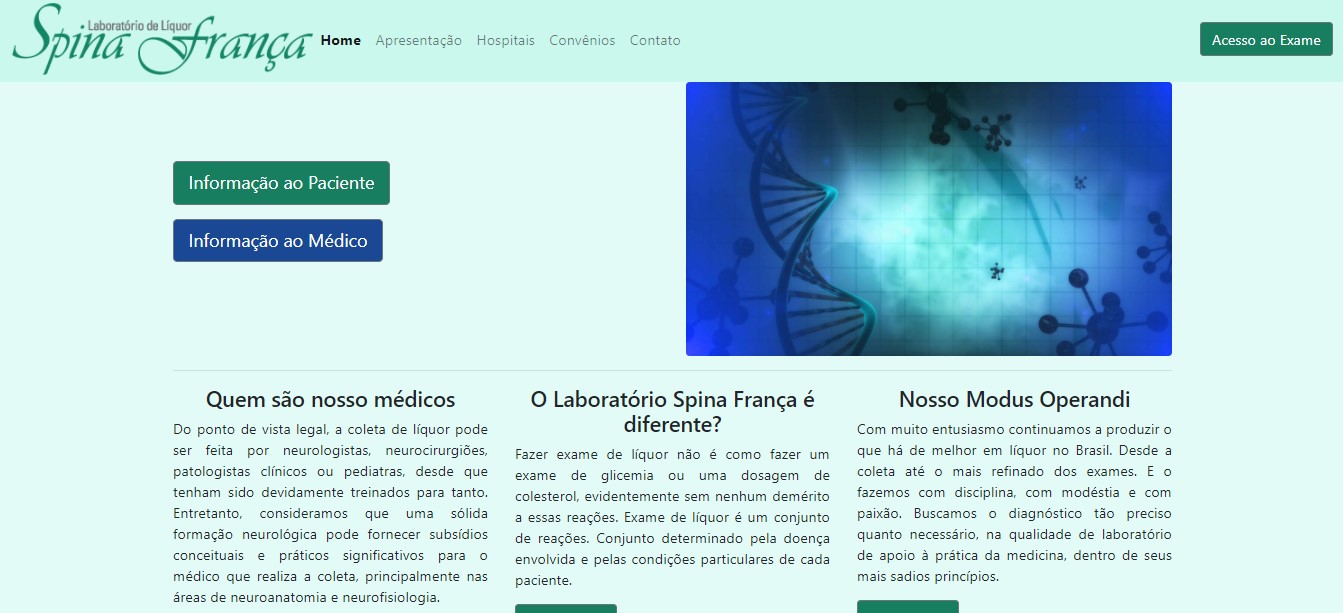 Laboratório de Líquor
Spina França
Home Apresentação Hospitais Convênios Contato
Acesso ao Exame
Informação ao Paciente
Informação ao Médico
Quem são nosso médicos
Do ponto de vista legal, a coleta de líquor pode
ser feita por neurologistas, neurocirurgiões,
patologistas clínicos ou pediatras, desde que
tenham sido devidamente treinados para tanto.
Entretanto, consideramos que uma sólida
formação neurológica pode fornecer subsídios
conceituais e práticos significativos para o
médico que realiza a coleta, principalmente nas
áreas de neuroanatomia e neurofisiologia.
O Laboratório Spina França é
diferente?
Fazer exame de líquor não é como fazer um
exame de glicemia ou uma dosagem de
colesterol, evidentemente sem nenhum demérito
a essas reações. Exame de líquor é um conjunto
de reações. Conjunto determinado pela doença
envolvida e pelas condições particulares de cada
paciente.
Nosso Modus Operandi
Com muito entusiasmo continuamos a produzir o
que há de melhor em líquor no Brasil. Desde a
coleta até o mais refinado dos exames. E o
fazemos com disciplina, com modéstia e com
paixão. Buscamos o diagnóstico tão preciso
quanto necessário, na qualidade de laboratório
de apoio à prática da medicina, dentro de seus
mais sadios princípios.